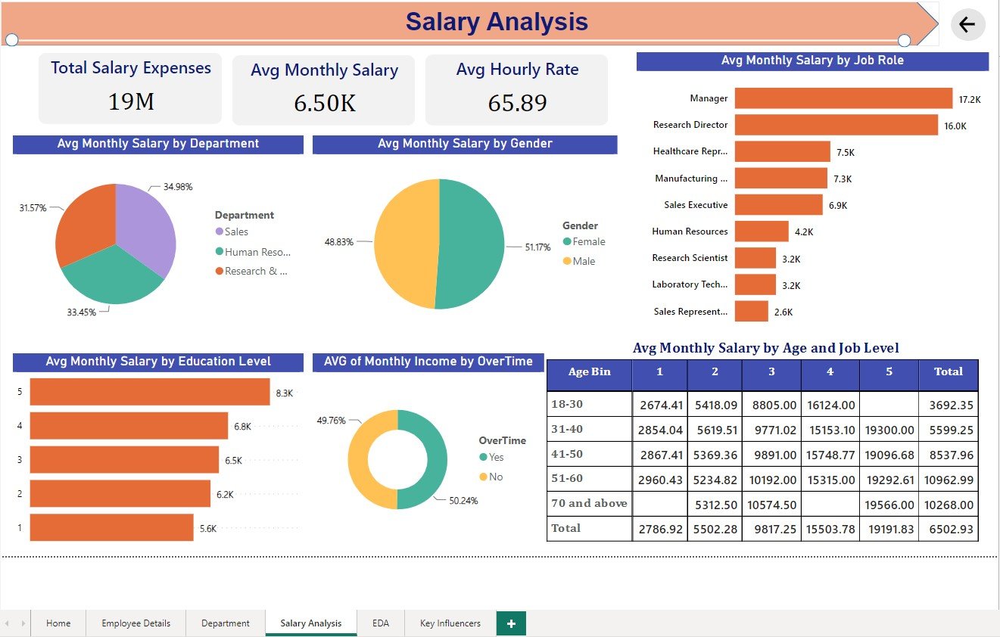 Salary Analysis
Total Salary Expenses
19M
Avg Monthly Salary
6.50K
Avg Hourly Rate
65.89
Avg Monthly Salary by Job Role
Manager 17.2K
Research Director 16.0K
Healthcare Repr... 7.5K
Manufacturing ... 7.3K
Sales Executive 6.9K
Human Resources 4.2K
Research Scientist 3.2K
Laboratory Tech... 3.2K
Sales Represent... 2.6K
Avg Monthly Salary by Department
34.98%
31.57%
33.45%
Department
Sales
Human Reso...
Research & ...
Avg Monthly Salary by Gender
48.83%
51.17%
Gender
Female
Male
Avg Monthly Salary by Education Level
5 8.3K
4 6.8K
3 6.5K
2 6.2K
1 5.6K
AVG of Monthly Income by OverTime
49.76%
50.24%
OverTime
Yes
No
Avg Monthly Salary by Age and Job Level
Age Bin 1 2 3 4 5 Total
18-30 2674.41 5418.09 8805.00 16124.00 3692.35
31-40 2854.04 5619.51 9771.02 15153.10 19300.00 5599.25
41-50 2867.41 5369.36 9891.00 15748.77 19096.68 8537.96
51-60 2960.43 5234.82 10192.00 15315.00 19292.61 10962.99
70 and above 5312.50 10574.50 19566.00 10268.00
Total 2786.92 5502.28 9817.25 15503.78 19191.83 6502.93
Home Employee Details Department Salary Analysis EDA Key Influencers +